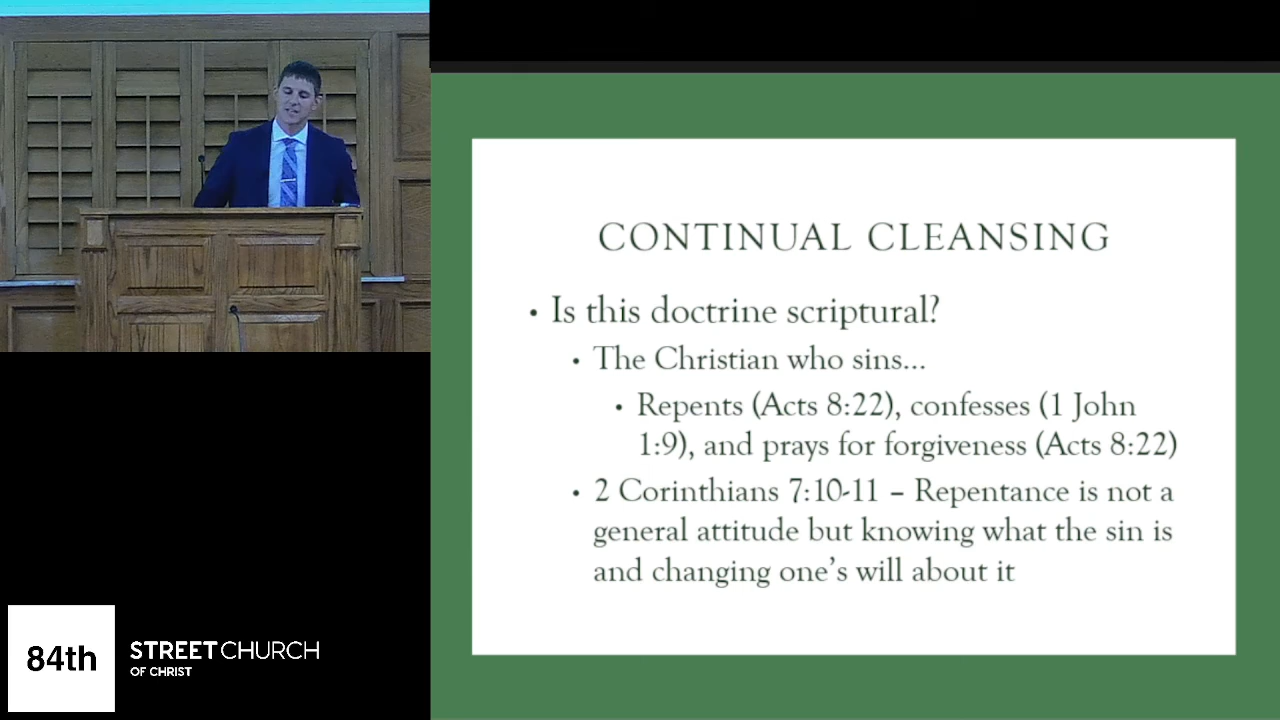 CONTINUAL CLEANSING
• Is this doctrine scriptural?
• The Christian who sins...
• Repents (Acts 8:22), confesses (1 John
1:9), and prays for forgiveness (Acts 8:22)
• 2 Corinthians 7:10-11 – Repentance is not a
general attitude but knowing what the sin is
and changing one's will about it
84th
STREET CHURCH
OF CHRIST